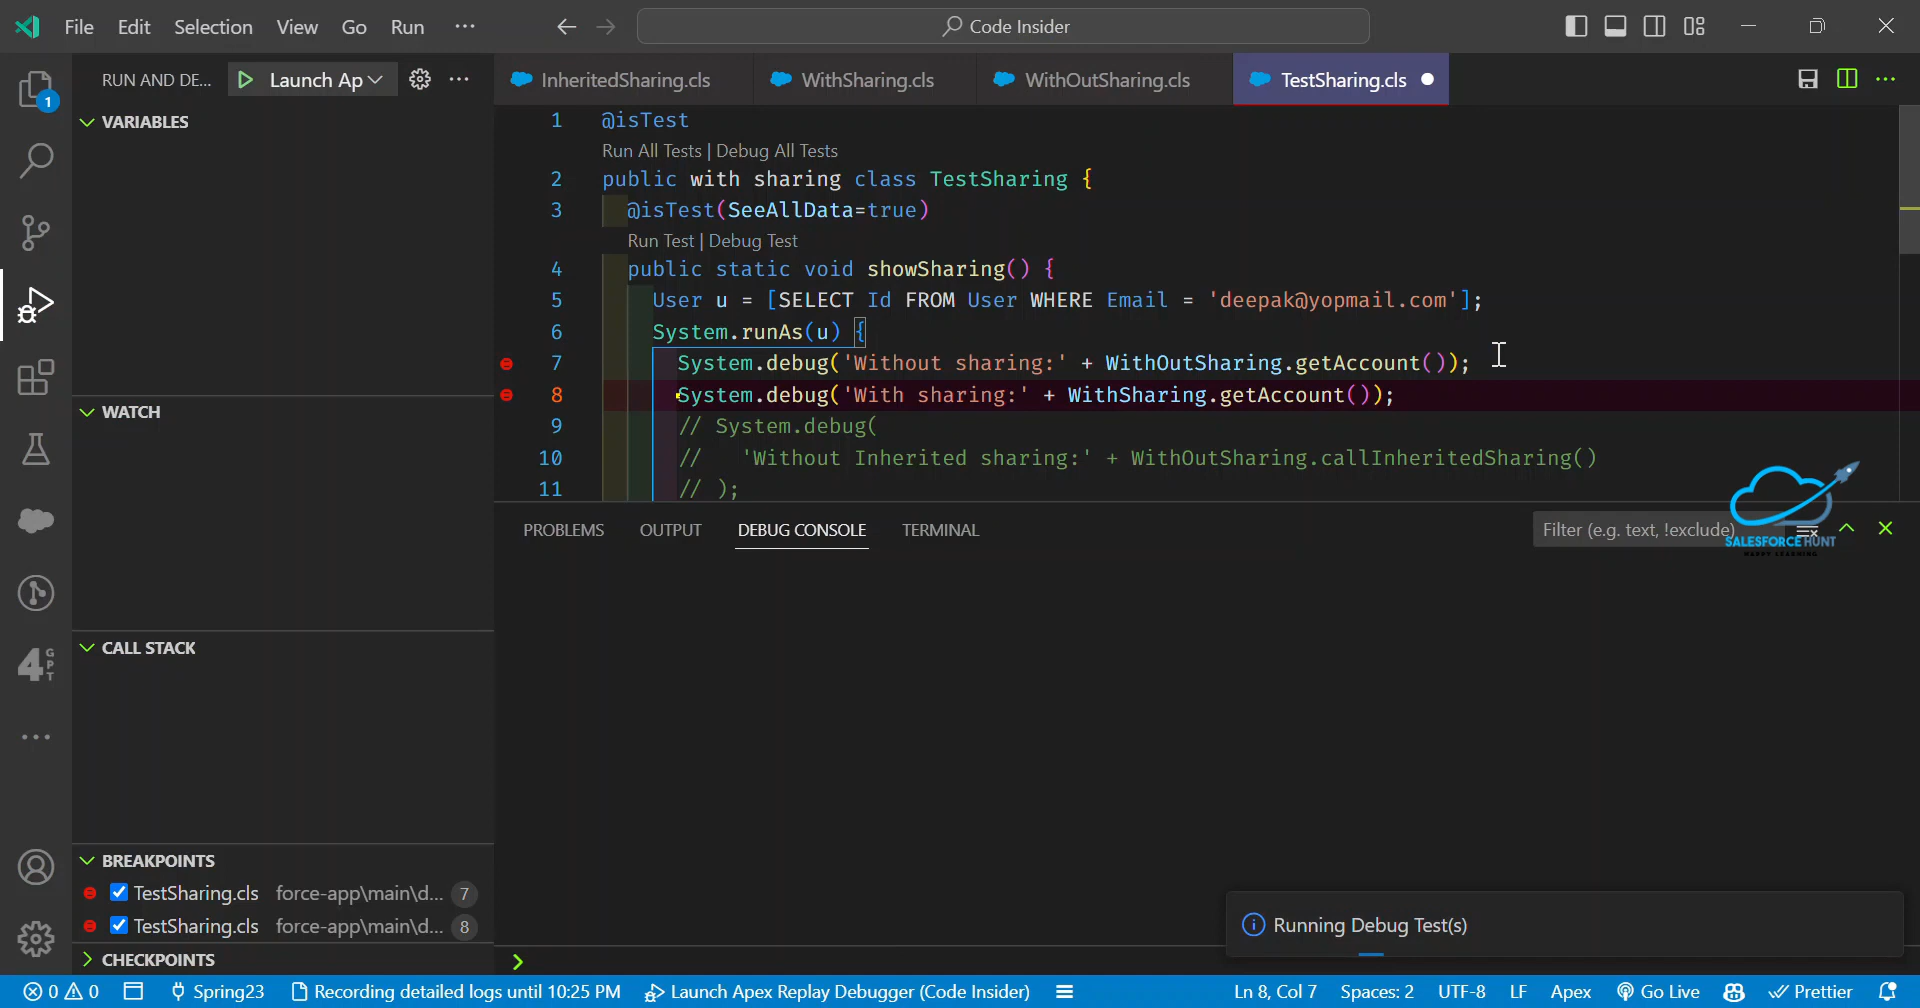 File Edit Selection View Go Run ···
Code Insider
RUN AND DE... Launch Ap ···
InheritedSharing.cls WithSharing.cls WithOutSharing.cls TestSharing.cls
VARIABLES
1 @isTest
Run All Tests | Debug All Tests
2 public with sharing class TestSharing {
3 @isTest(SeeAllData=true)
Run Test | Debug Test
4 public static void showSharing() {
5 User u = [SELECT Id FROM User WHERE Email = 'deepak@yopmail.com'];
6 System.runAs(u) {
7 System.debug('Without sharing:' + WithOutSharing.getAccount());
8 System.debug('With sharing:' + WithSharing.getAccount());
9 // System.debug(
10 // 'Without Inherited sharing:' + WithOutSharing.callInheritedSharing()
11 // );
WATCH
CALL STACK
PROBLEMS OUTPUT DEBUG CONSOLE TERMINAL
Filter (e.g. text, !exclude)
SALESFORCE HUNT
HAPPY LEARNING
1
4 GPT
BREAKPOINTS
TestSharing.cls force-app\main\d... 7
TestSharing.cls force-app\main\d... 8
CHECKPOINTS
Running Debug Test(s)
0 0 Spring23 Recording detailed logs until 10:25 PM Launch Apex Replay Debugger (Code Insider) Ln 8, Col 7 Spaces: 2 UTF-8 LF Apex Go Live Prettier